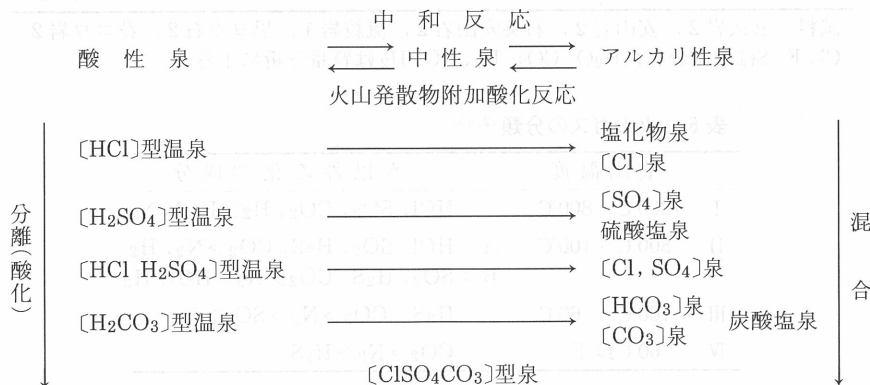 中和反応
酸性泉 中性泉 アルカリ性泉
火山発散物附加酸化反応
塩化物泉
〔HCl〕型温泉
〔Cl〕泉
〔SO4〕泉
〔H2SO4〕型温泉
硫酸塩泉
〔HCl H2SO4〕型温泉 〔Cl, SO4〕泉
〔HCO3〕泉
〔H2CO3〕型温泉 炭酸塩泉
〔CO3〕泉
〔ClSO4CO3〕型泉
分離(酸化)
混合